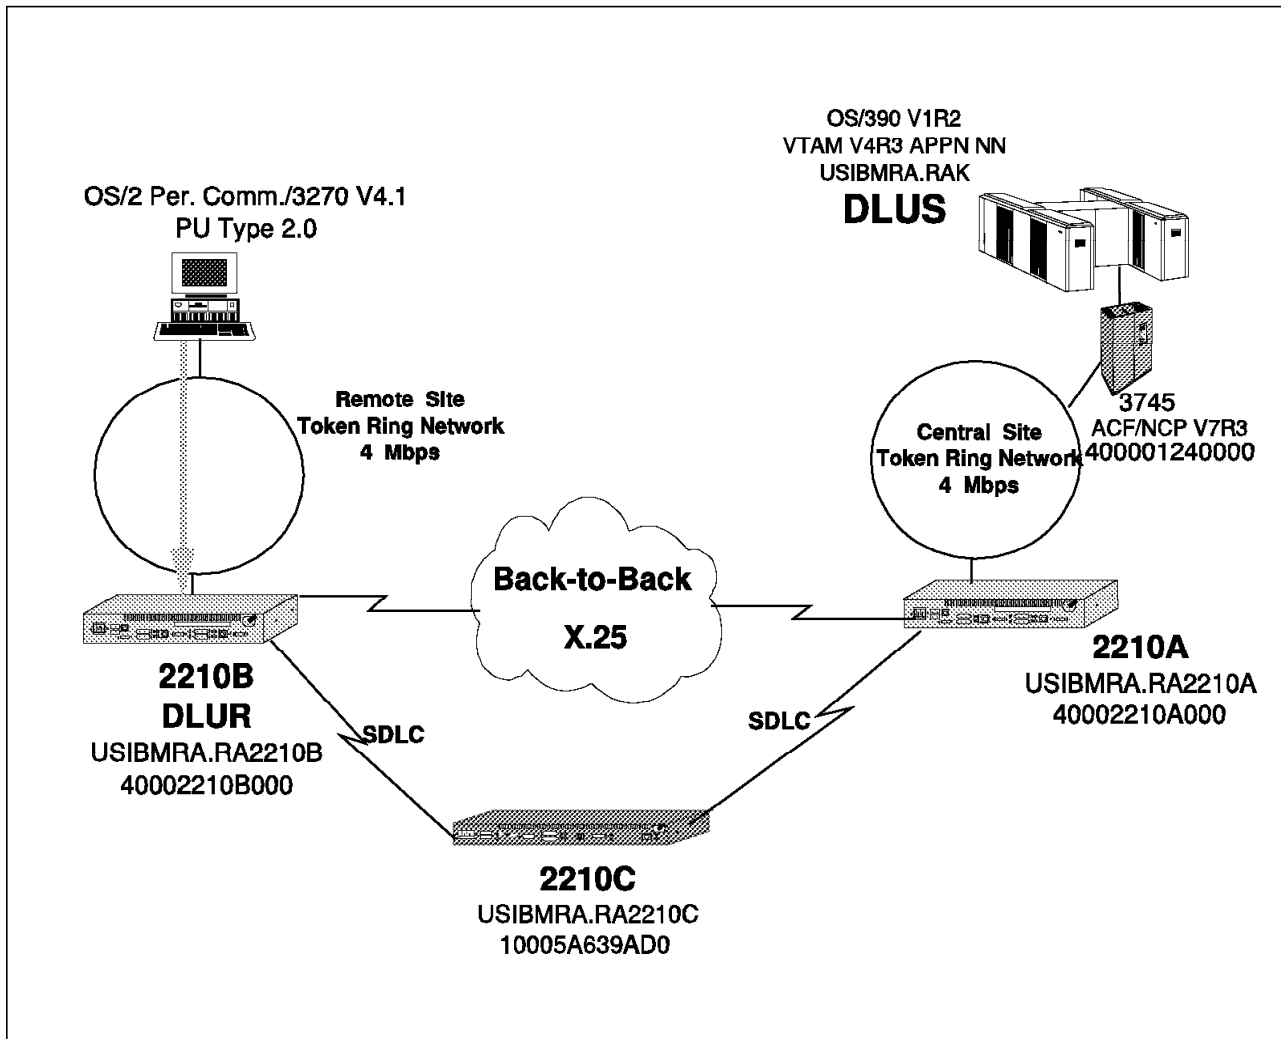 OS/390 V1R2
VTAM V4R3 APPN NN
USIBMRA.RAK
DLUS
OS/2 Per. Comm./3270 V4.1
PU Type 2.0
Remote Site
Token Ring Network
4 Mbps
3745
ACF/NCP V7R3
400001240000
Central Site
Token Ring Network
4 Mbps
Back-to-Back
X.25
2210B
DLUR
USIBMRA.RA2210B
40002210B000
2210A
USIBMRA.RA2210A
40002210A000
SDLC
SDLC
2210C
USIBMRA.RA2210C
10005A639AD0